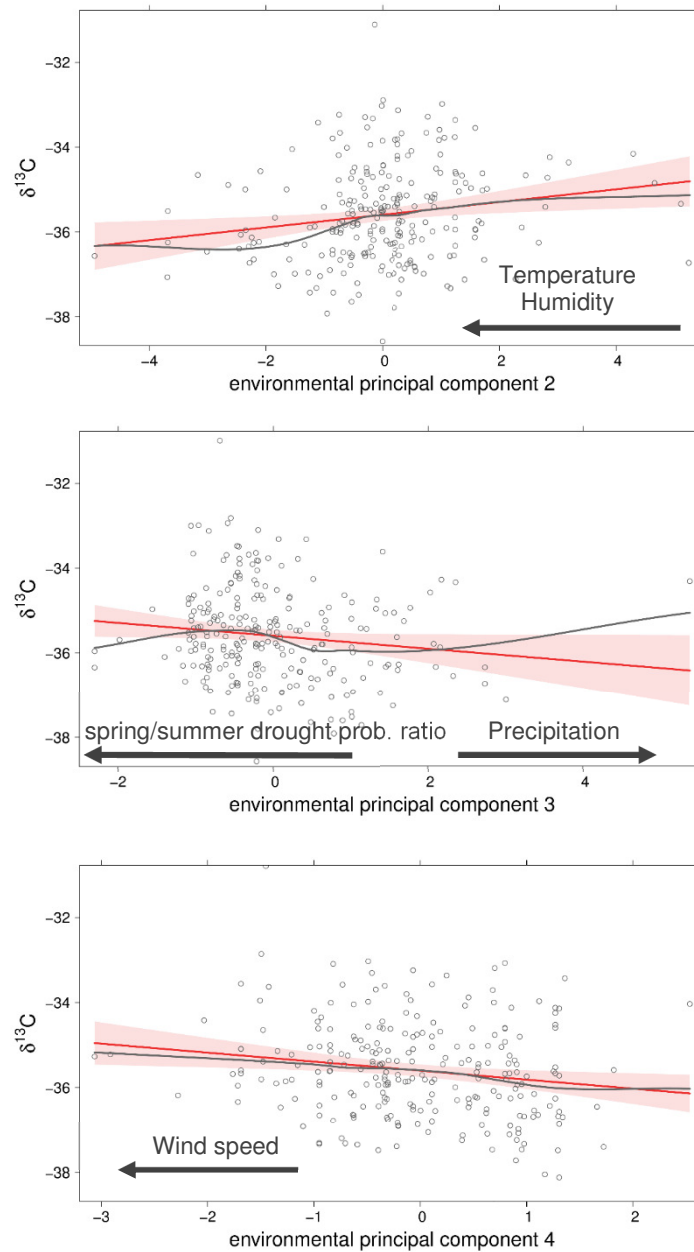 −32
−34
−36
−38
δ13C
Temperature
Humidity
−4 −2 0 2 4
environmental principal component 2
−32
−34
−36
−38
δ13C
spring/summer drought prob. ratio Precipitation
−2 0 2 4
environmental principal component 3
−32
−34
−36
−38
δ13C
Wind speed
−3 −2 −1 0 1 2
environmental principal component 4